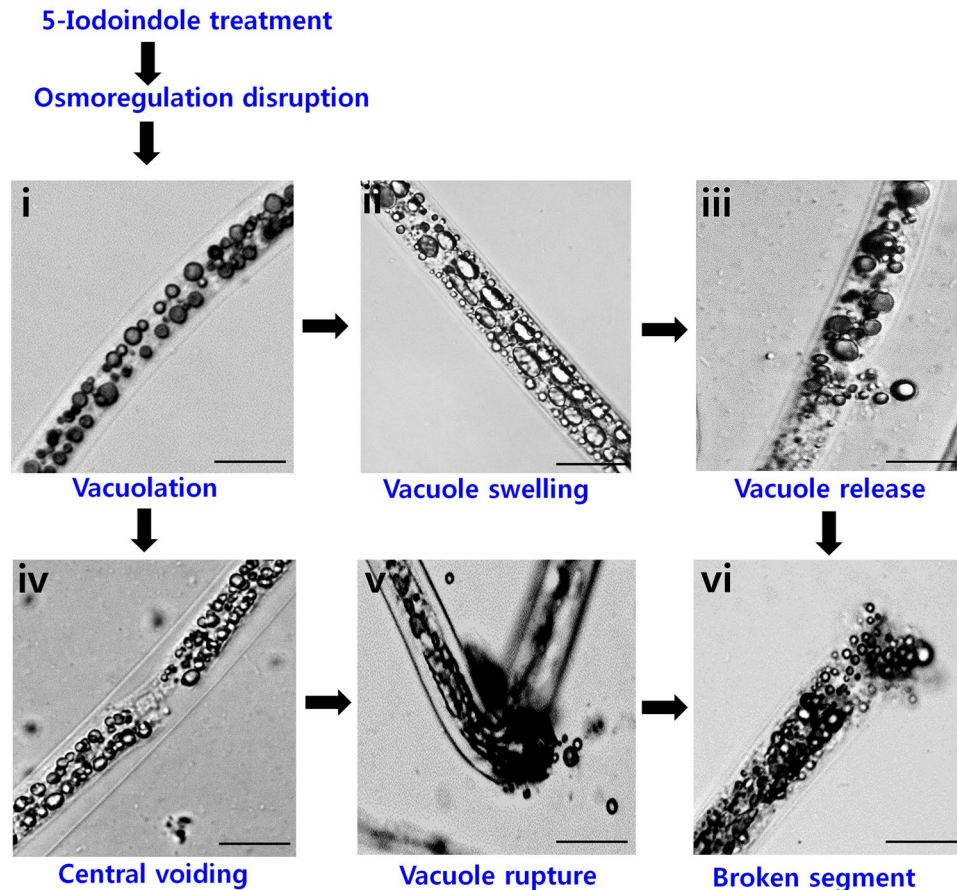 5-Iodoindole treatment
Osmoregulation disruption
i
ii
iii
Vacuolation
Vacuole swelling
Vacuole release
iv
v
vi
Central voiding
Vacuole rupture
Broken segment